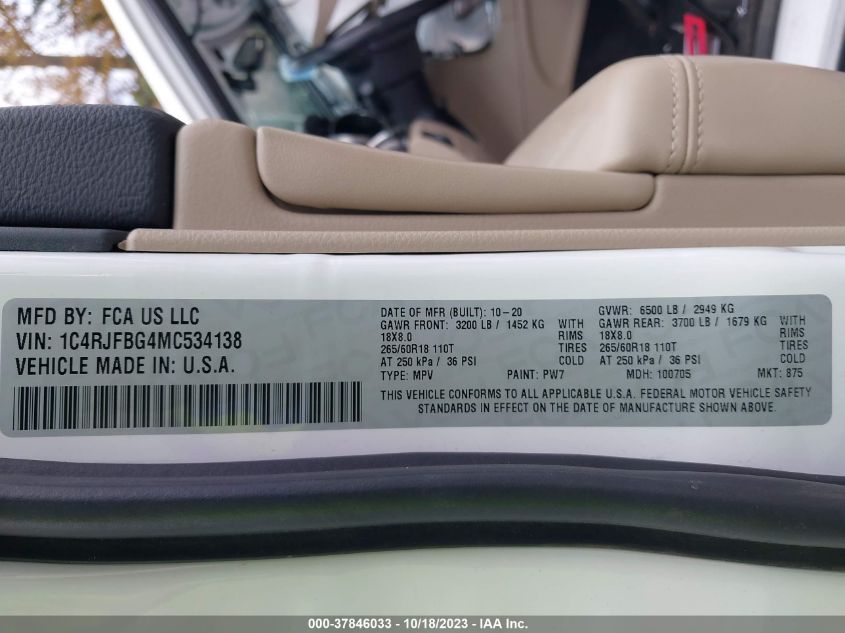 MFD BY: FCA US LLC
VIN: 1C4RJFBG4MC534138
VEHICLE MADE IN: U.S.A.
DATE OF MFR (BUILT): 10-20
GAWR FRONT: 3200 LB / 1452 KG WITH
18X8.0 RIMS
265/60R18 110T TIRES
AT 250 kPa / 36 PSI COLD
TYPE: MPV PAINT: PW7
GVWR: 6500 LB / 2949 KG
GAWR REAR: 3700 LB / 1679 KG WITH
18X8.0 RIMS
265/60R18 110T TIRES
AT 250 kPa / 36 PSI COLD
MDH: 100705 MKT: 875
THIS VEHICLE CONFORMS TO ALL APPLICABLE U.S.A. FEDERAL MOTOR VEHICLE SAFETY
STANDARDS IN EFFECT ON THE DATE OF MANUFACTURE SHOWN ABOVE.
000-37846033 - 10/18/2023 - IAA Inc.